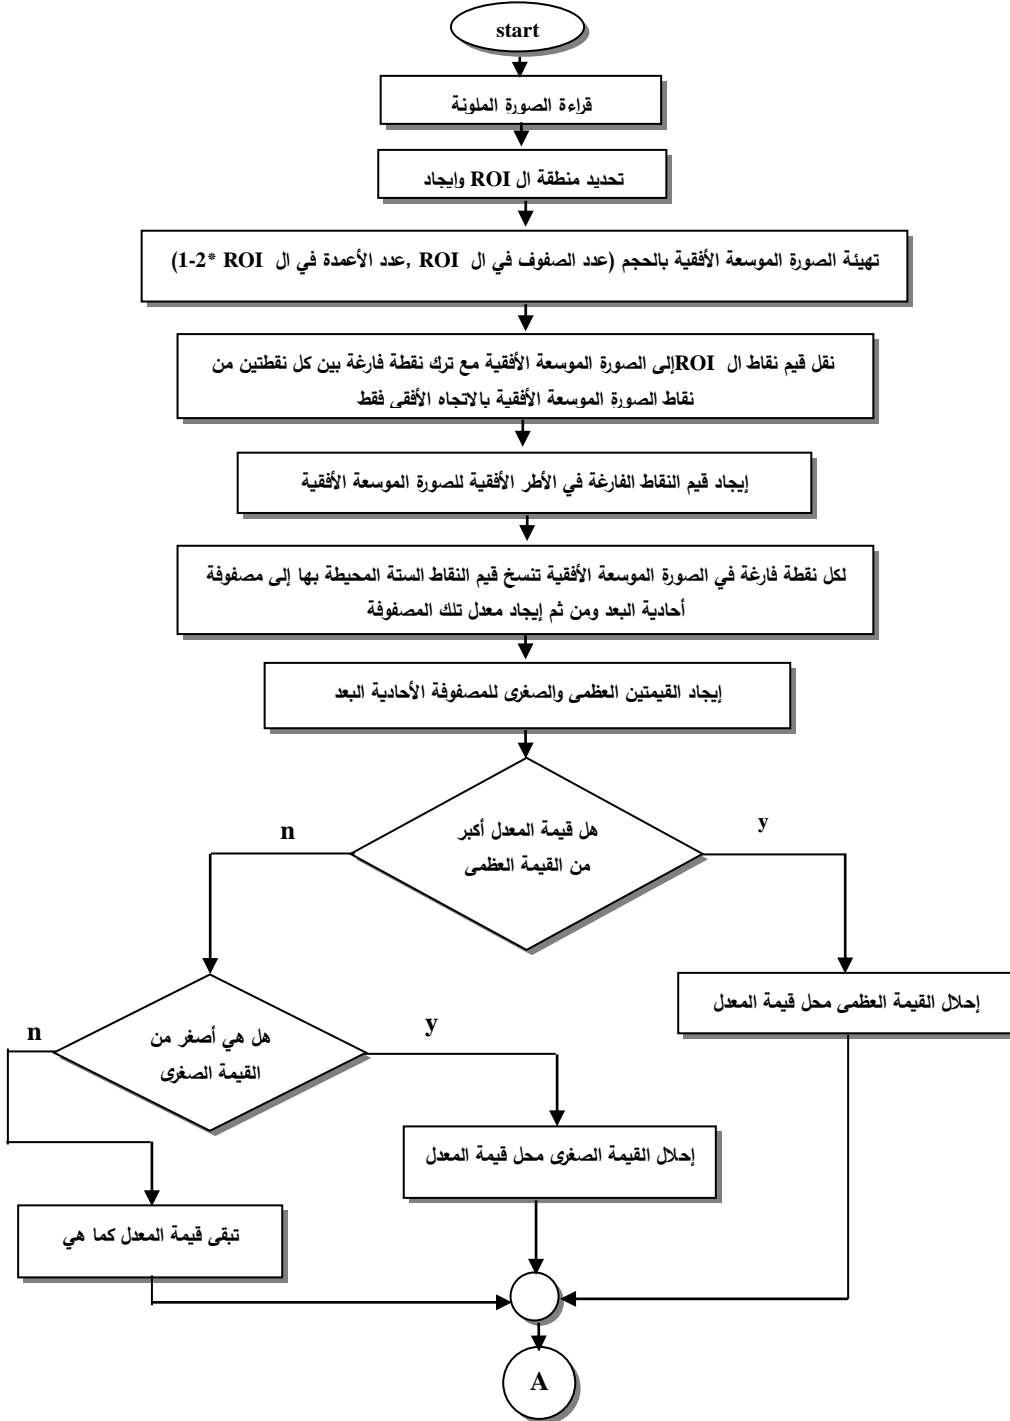 start
قراءة الصورة الملونة
تحديد منطقة ال ROI وإيجاد
تهيئة الصورة الموسعة الأفقية بالحجم (عدد الصفوف في ال ROI ,عدد الأعمدة في ال ROI *2-1)
نقل قيم نقاط ال ROIإلى الصورة الموسعة الأفقية مع ترك نقطة فارغة بين كل نقطتين من
نقاط الصورة الموسعة الأفقية بالاتجاه الأفقي فقط
إيجاد قيم النقاط الفارغة في الأطر الأفقية للصورة الموسعة الأفقية
لكل نقطة فارغة في الصورة الموسعة الأفقية تنسخ قيم النقاط الستة المحيطة بها إلى مصفوفة
أحادية البعد ومن ثم إيجاد معدل تلك المصفوفة
إيجاد القيمتين العظمى والصغرى للمصفوفة الأحادية البعد
هل قيمة المعدل أكبر
من القيمة العظمى
n
y
إحلال القيمة العظمى محل قيمة المعدل
هل هي أصغر من
القيمة الصغرى
n
y
إحلال القيمة الصغرى محل قيمة المعدل
تبقى قيمة المعدل كما هي
A